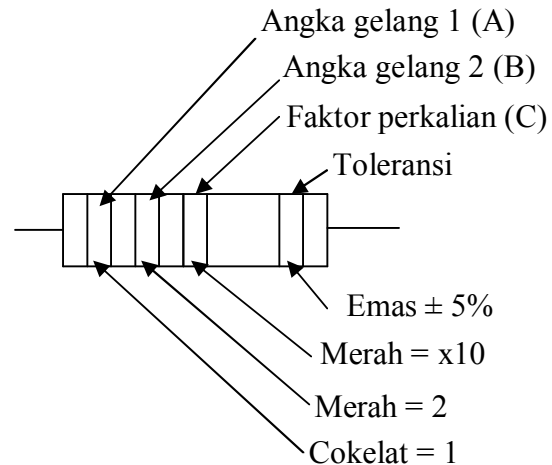 Angka gelang 1 (A)
Angka gelang 2 (B)
Faktor perkalian (C)
Toleransi
Emas ± 5%
Merah = x10
Merah = 2
Cokelat = 1